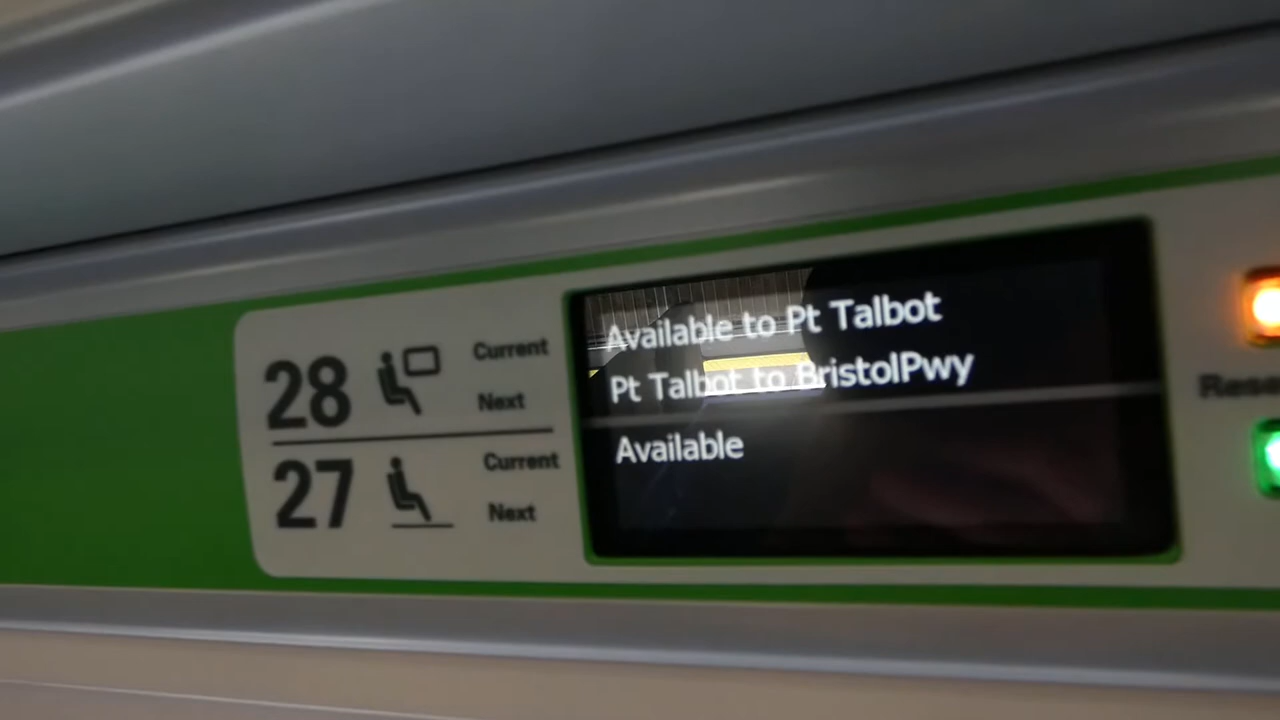 28 Current Available to Pt Talbot
Next Pt Talbot to BristolPwy
27 Current Available
Next